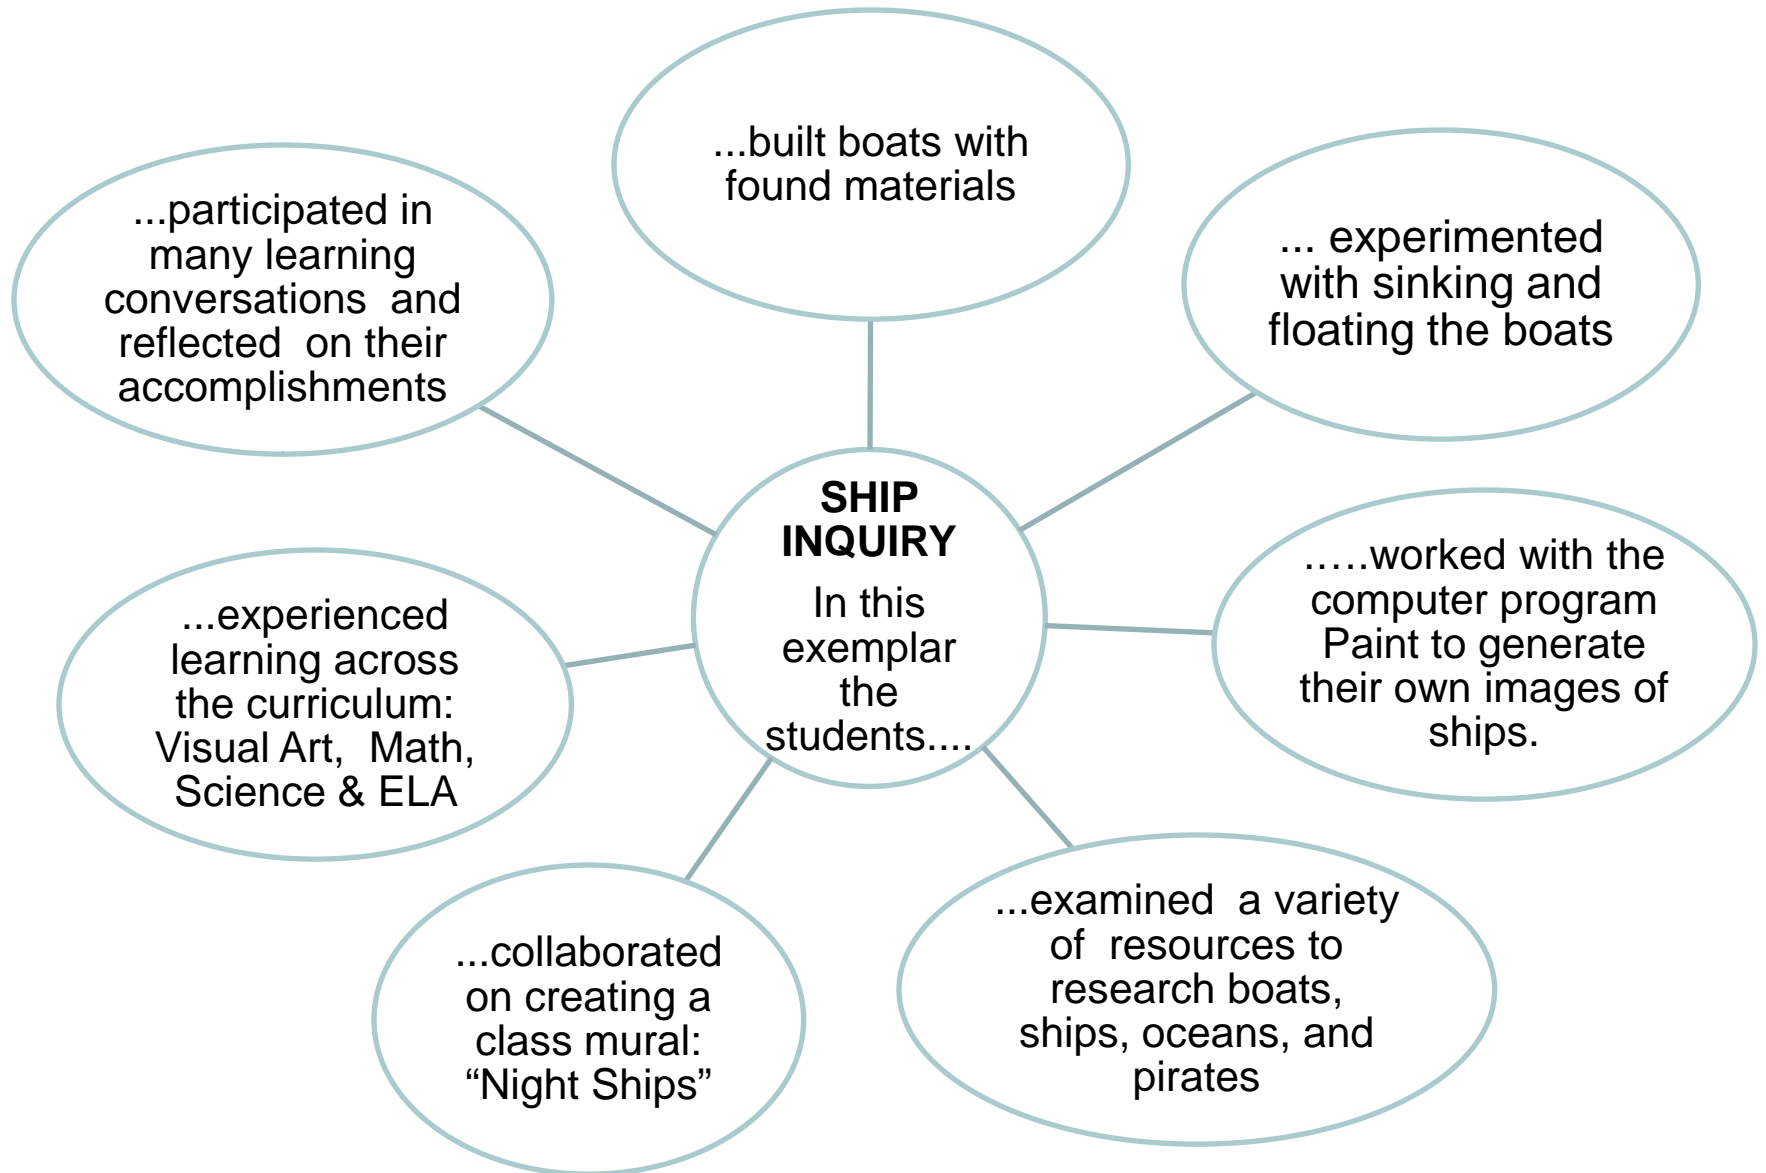 ...built boats with
found materials
... experimented
with sinking and
floating the boats
…..worked with the
computer program
Paint to generate
their own images of
ships.
...examined a variety
of resources to
research boats,
ships, oceans, and
pirates
...collaborated
on creating a
class mural:
“Night Ships”
...experienced
learning across
the curriculum:
Visual Art, Math,
Science & ELA
...participated in
many learning
conversations and
reflected on their
accomplishments
SHIP
INQUIRY
In this
exemplar
the
students....